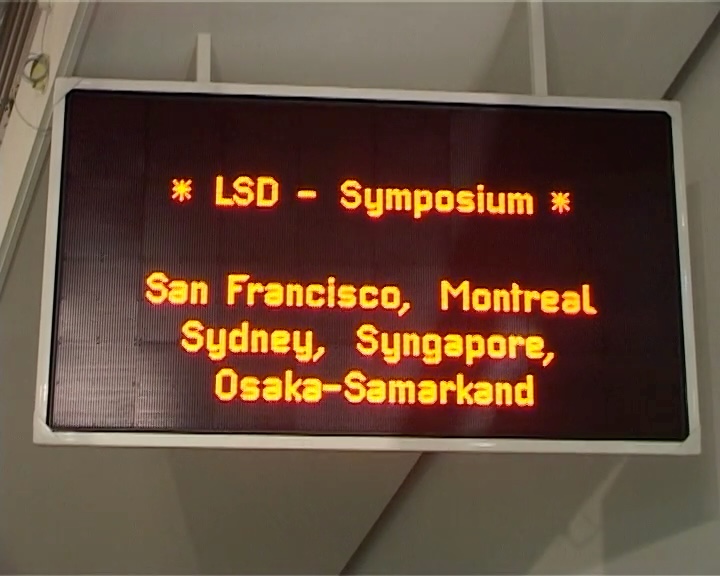 * LSD - Symposium *
San Francisco, Montreal
Sydney, Syngapore,
Osaka-Samarkand